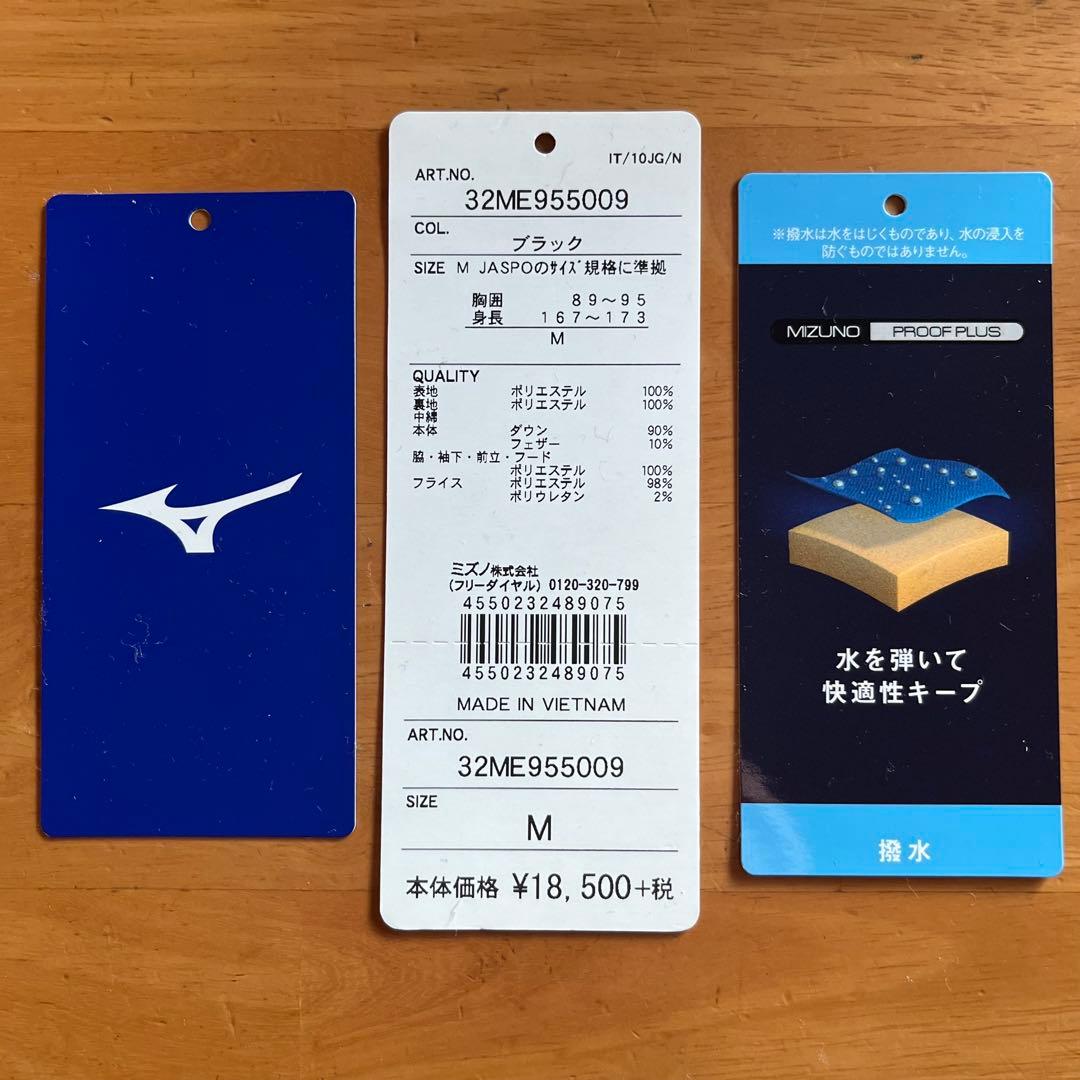 IT/10JG/N
ART.NO.
32ME955009
COL.
ブラック
SIZE M JASPOのｻｲｽﾞ規格に準拠
胸囲 89～95
身長 167～173
M
QUALITY
表地 ポリエステル 100%
裏地 ポリエステル 100%
中綿
本体 ダウン 90%
フェザー 10%
脇・袖下・前立・フード
ポリエステル 100%
フライス ポリエステル 98%
ポリウレタン 2%
ミズノ株式会社
(フリーダイヤル) 0120-320-799
4550232489075
4550232489075
MADE IN VIETNAM
ART.NO.
32ME955009
SIZE
M
本体価格 ¥18,500+税
※撥水は水をはじくものであり、水の浸入を
防ぐものではありません。
MIZUNO PROOF PLUS
水を弾いて
快適性キープ
撥水